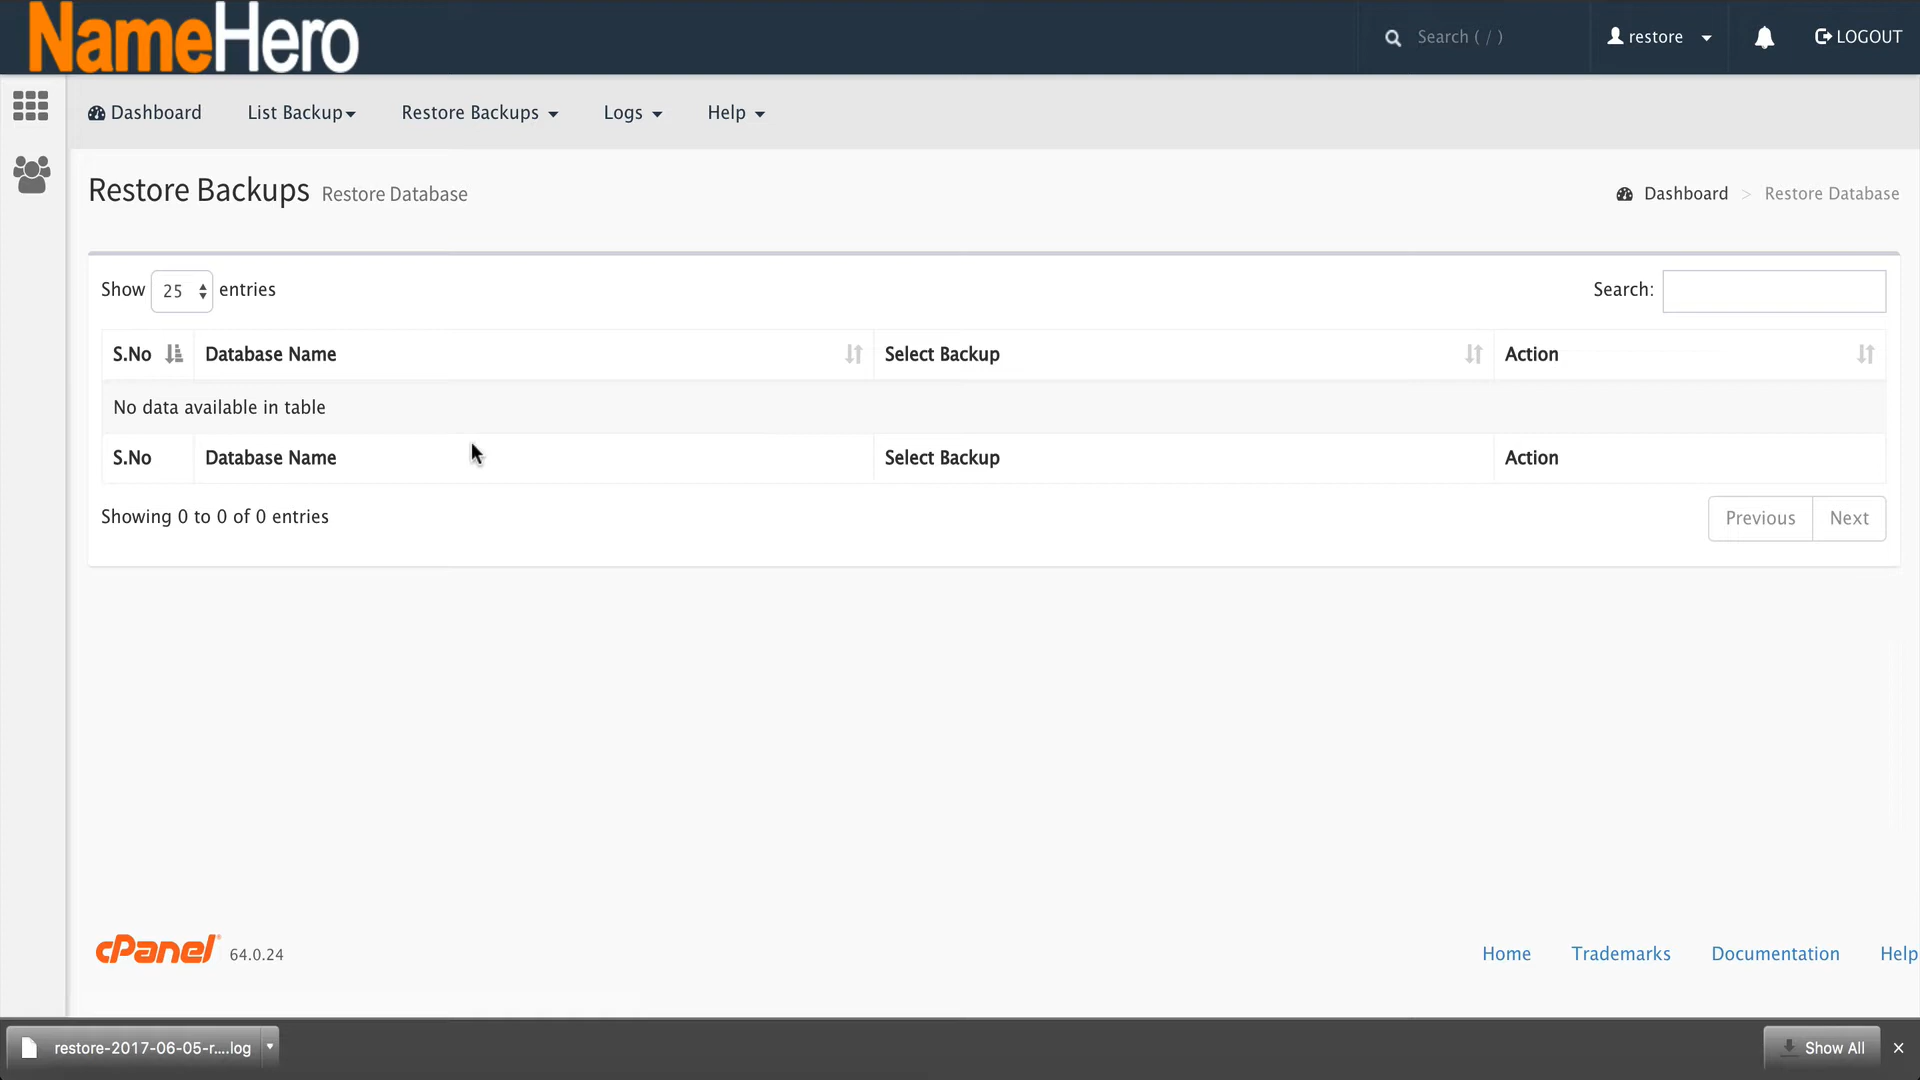 NameHero
Search ( / )
restore
LOGOUT
Dashboard
List Backup
Restore Backups
Logs
Help
Restore Backups Restore Database
Dashboard > Restore Database
Show 25 entries
Search:
S.No Database Name Select Backup Action
No data available in table
S.No Database Name Select Backup Action
Showing 0 to 0 of 0 entries
Previous Next
cPanel 64.0.24
Home Trademarks Documentation Help
restore-2017-06-05-r....log
Show All